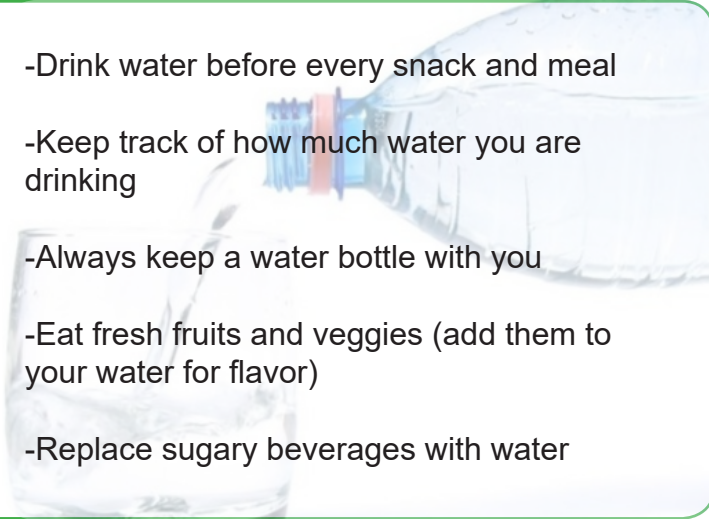 -Drink water before every snack and meal
-Keep track of how much water you are
drinking
-Always keep a water bottle with you
-Eat fresh fruits and veggies (add them to
your water for flavor)
-Replace sugary beverages with water